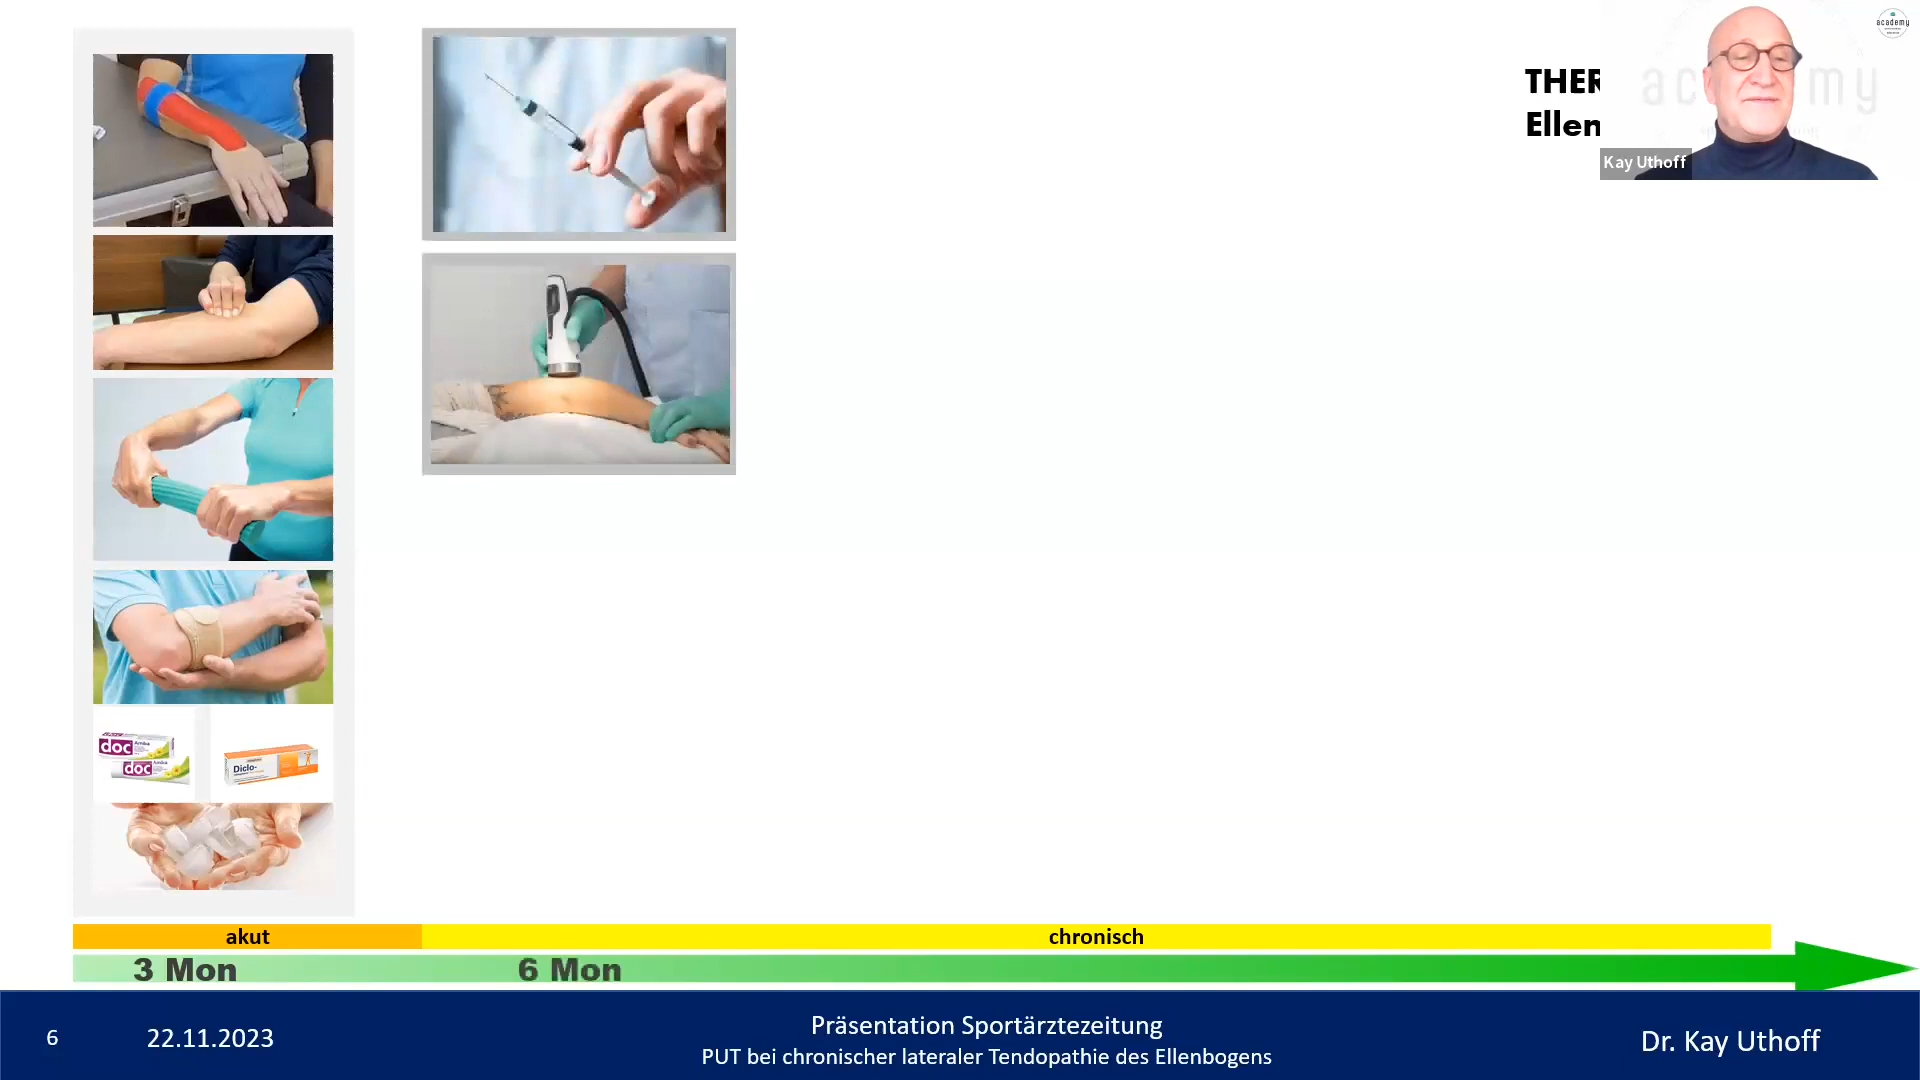 THER
Ellen
academy
Kay Uthoff
doc
doc
Diclo-
akut
chronisch
3 Mon
6 Mon
6
22.11.2023
Präsentation Sportärztezeitung
PUT bei chronischer lateraler Tendopathie des Ellenbogens
Dr. Kay Uthoff